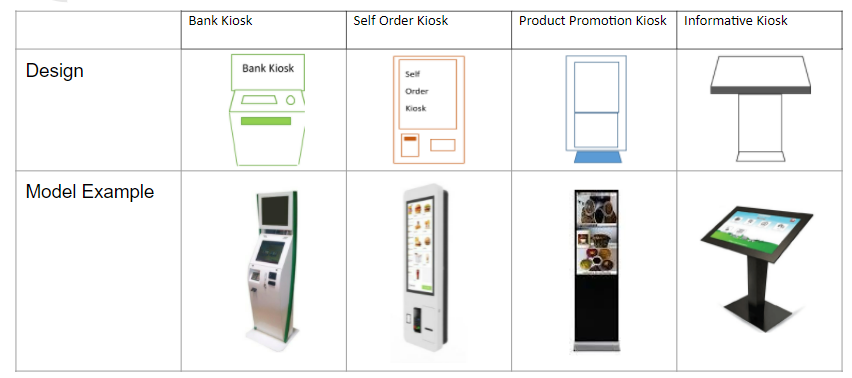 Bank Kiosk
Self Order Kiosk
Product Promotion Kiosk
Informative Kiosk
Design
Bank Kiosk
Self
Order
Kiosk
Model Example